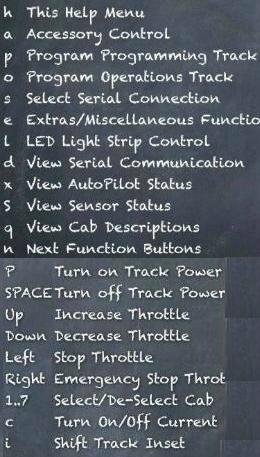 h This Help Menu
a Accessory Control
p Program Programming Track
o Program Operations Track
s Select Serial Connection
e Extras/Miscellaneous Functio
l LED Light Strip Control
d View Serial Communication
x View AutoPilot Status
S View Sensor Status
q View Cab Descriptions
n Next Function Buttons
P Turn on Track Power
SPACE Turn off Track Power
Up Increase Throttle
Down Decrease Throttle
Left Stop Throttle
Right Emergency Stop Throt
1..7 Select/De-Select Cab
c Turn On/Off Current
i Shift Track Inset